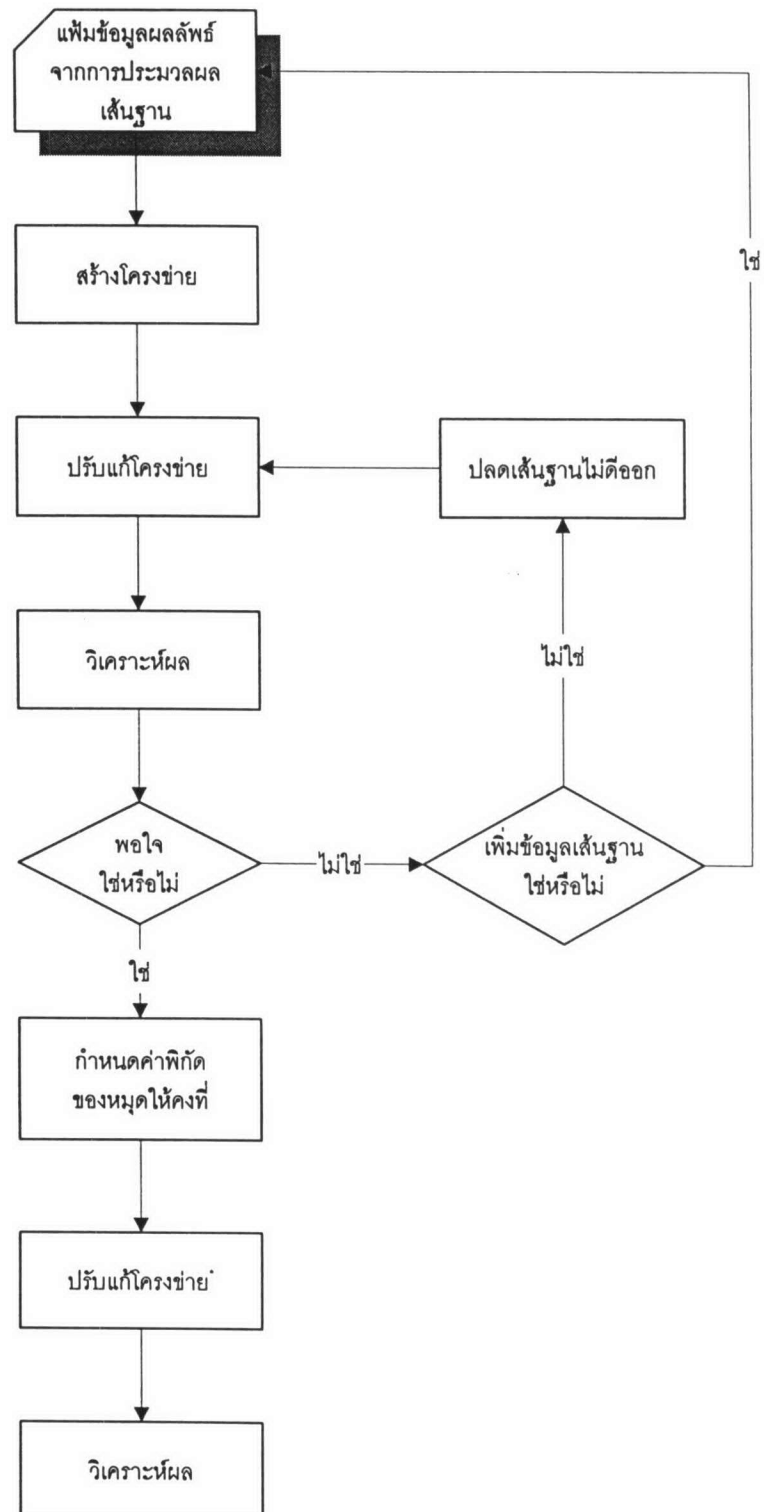 แฟ้มข้อมูลผลลัพธ์
จากการประมวลผล
เส้นฐาน
สร้างโครงข่าย
ใช่
ปรับแก้โครงข่าย
ปลดเส้นฐานไม่ดีออก
วิเคราะห์ผล
ไม่ใช่
พอใจ
ใช่หรือไม่
ไม่ใช่
เพิ่มข้อมูลเส้นฐาน
ใช่หรือไม่
ใช่
กำหนดค่าพิกัด
ของหมุดให้คงที่
ปรับแก้โครงข่าย
วิเคราะห์ผล